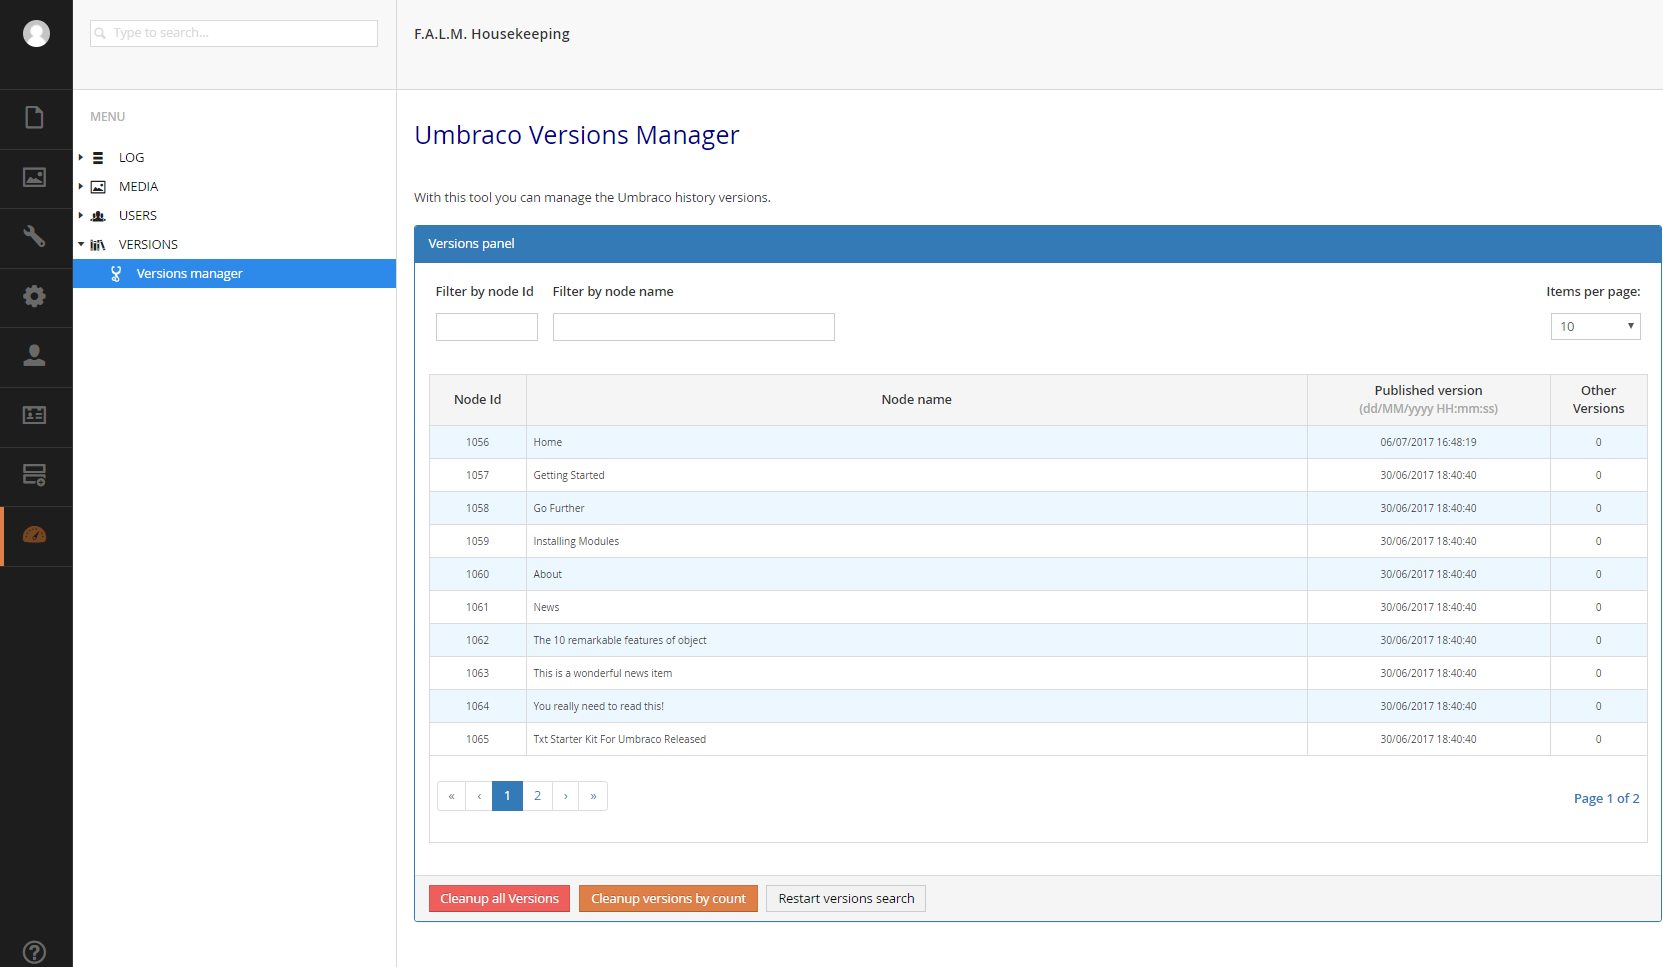 Type to search...
F.A.L.M. Housekeeping
MENU
LOG
MEDIA
USERS
VERSIONS
Versions manager
Umbraco Versions Manager
With this tool you can manage the Umbraco history versions.
Versions panel
Filter by node Id Filter by node name Items per page:
10
Node Id Node name Published version (dd/MM/yyyy HH:mm:ss) Other Versions
1056 Home 06/07/2017 16:48:19 0
1057 Getting Started 30/06/2017 18:40:40 0
1058 Go Further 30/06/2017 18:40:40 0
1059 Installing Modules 30/06/2017 18:40:40 0
1060 About 30/06/2017 18:40:40 0
1061 News 30/06/2017 18:40:40 0
1062 The 10 remarkable features of object 30/06/2017 18:40:40 0
1063 This is a wonderful news item 30/06/2017 18:40:40 0
1064 You really need to read this! 30/06/2017 18:40:40 0
1065 Txt Starter Kit For Umbraco Released 30/06/2017 18:40:40 0
« ‹ 1 2 › » Page 1 of 2
Cleanup all Versions Cleanup versions by count Restart versions search